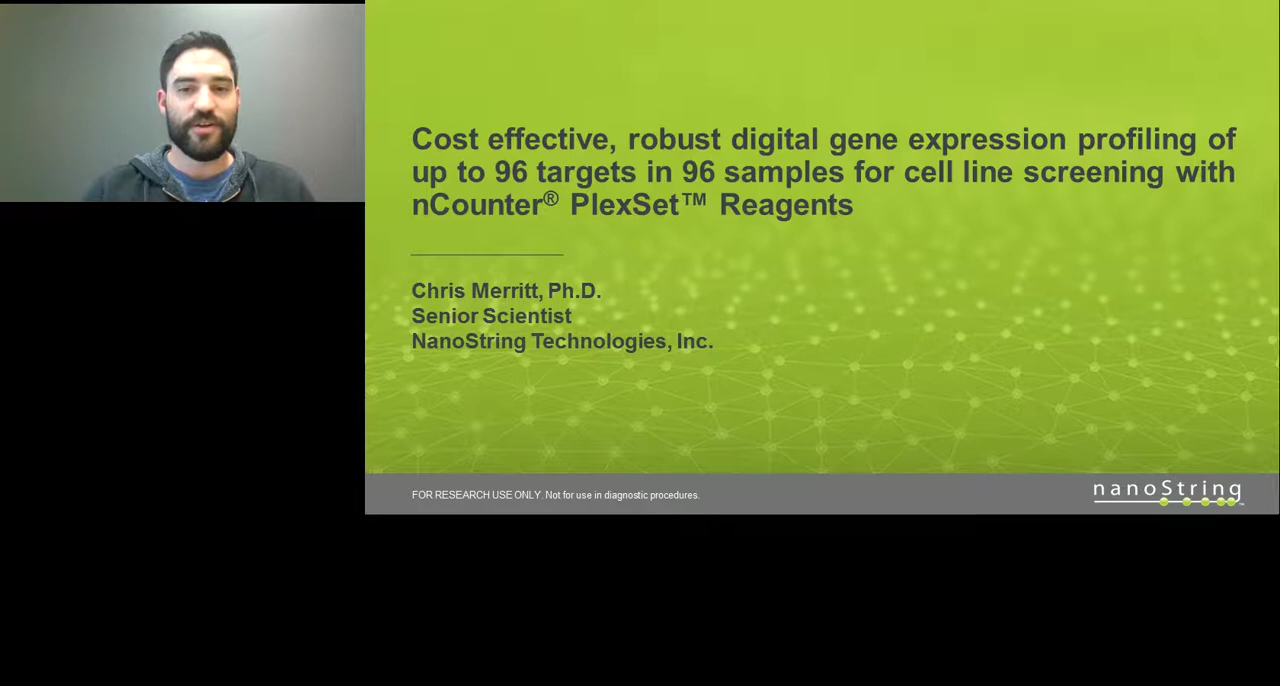 Cost effective, robust digital gene expression profiling of
up to 96 targets in 96 samples for cell line screening with
nCounter® PlexSet™ Reagents
Chris Merritt, Ph.D.
Senior Scientist
NanoString Technologies, Inc.
FOR RESEARCH USE ONLY. Not for use in diagnostic procedures.
nanoString